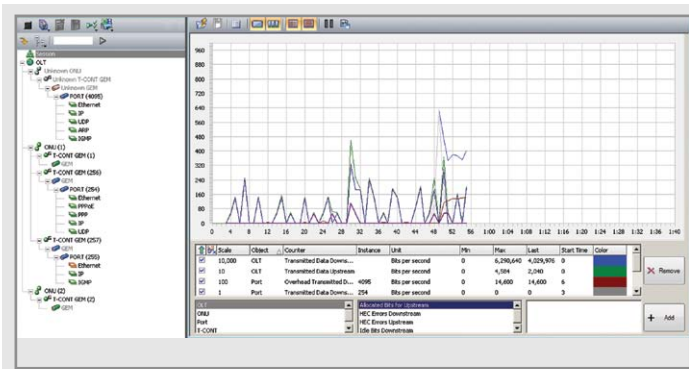 OLT
Unknown ONU
Unknown T-CONT GEM
Unknown GEM
PORT (4095)
Ethernet
IP
UDP
ARP
IGMP
ONU (1)
T-CONT GEM (1)
GEM
T-CONT GEM (256)
GEM
PORT (254)
Ethernet
PPPoE
PPP
IP
UDP
T-CONT GEM (257)
GEM
PORT (255)
Ethernet
IP
IGMP
ONU (2)
T-CONT GEM (2)
GEM
960
880
800
720
640
560
480
400
320
240
160
80
0
0 4 8 12 16 20 24 28 32 36 40 44 48 52 56 1:00 1:04 1:08 1:12 1:16 1:20 1:24 1:28 1:32 1:36 1:40
Scale Object Counter Instance Unit Min Max Last Start Time Color
10,000 OLT Transmitted Data Downs... Bits per second 0 6,290,640 4,029,976 0
10 OLT Transmitted Data Upstream Bits per second 0 4,584 2,040 0
100 Port Overhead Transmitted D... 4095 Bits per second 0 14,600 14,600 6
1 Port Transmitted Data Downs... 254 Bits per second 0 0 0 3
Remove
OLT
ONU
Port
T-CONT
Allocated Bits for Upstream
HEC Errors Downstream
HEC Errors Upstream
Idle Bits Downstream
Add